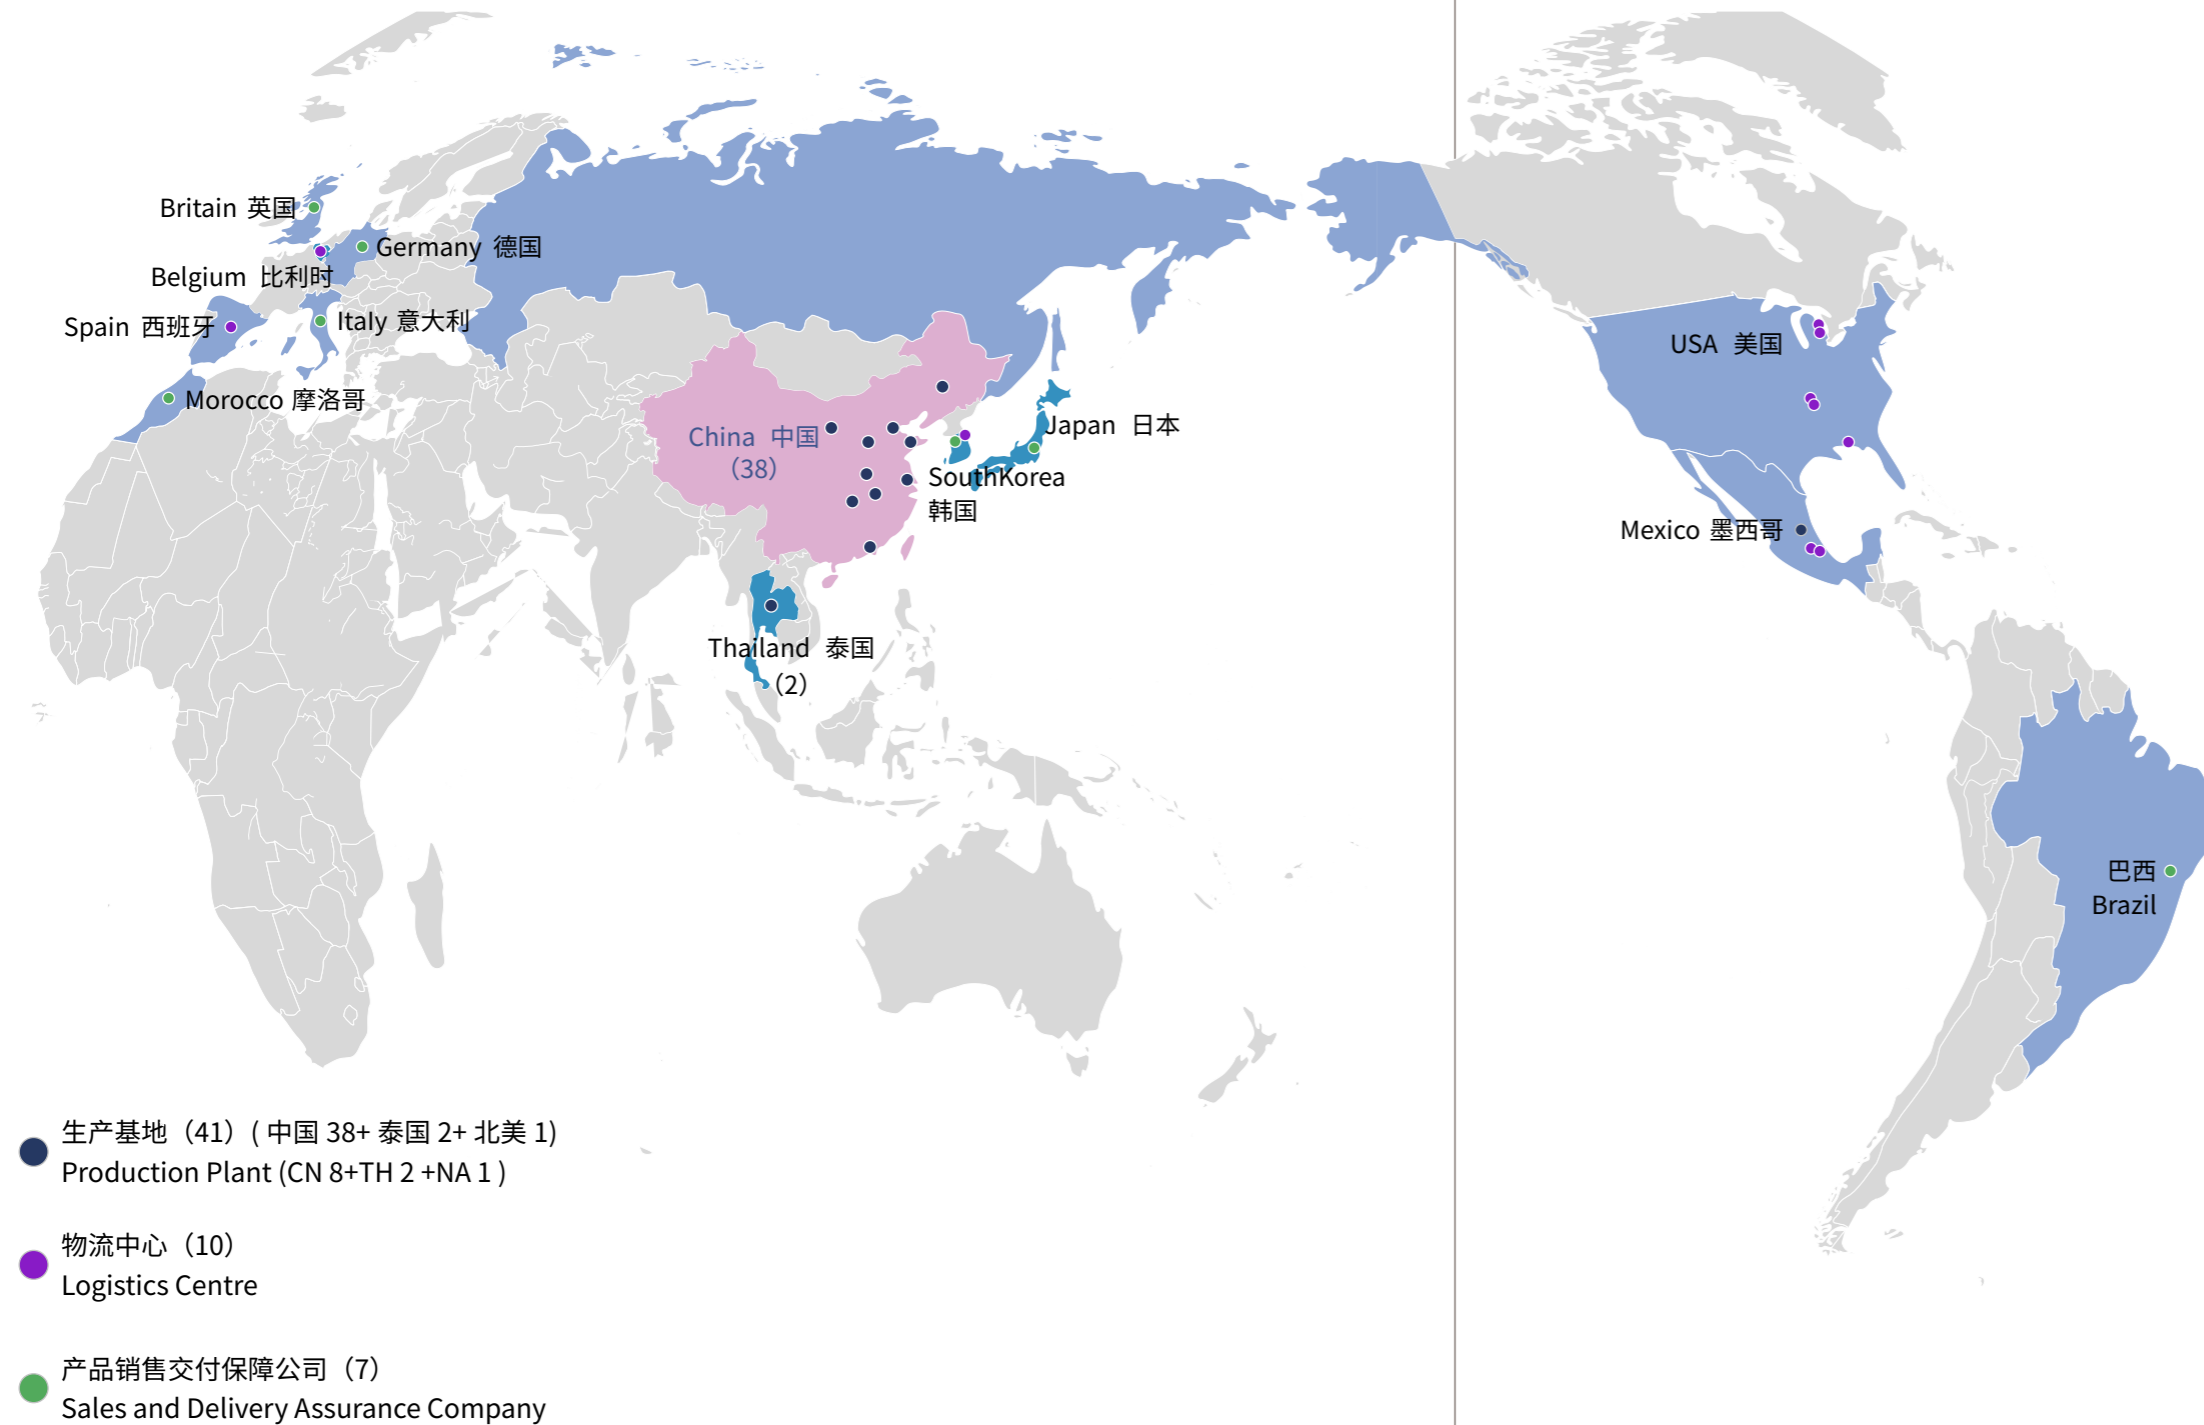 Britain 英国
Germany 德国
Belgium 比利时
Spain 西班牙
Italy 意大利
Morocco 摩洛哥
China 中国
（38）
Japan 日本
SouthKorea
韩国
Thailand 泰国
（2）
USA 美国
Mexico 墨西哥
巴西
Brazil
生产基地（41）( 中国 38+ 泰国 2+ 北美 1)
Production Plant (CN 8+TH 2 +NA 1 )
物流中心（10）
Logistics Centre
产品销售交付保障公司（7）
Sales and Delivery Assurance Company